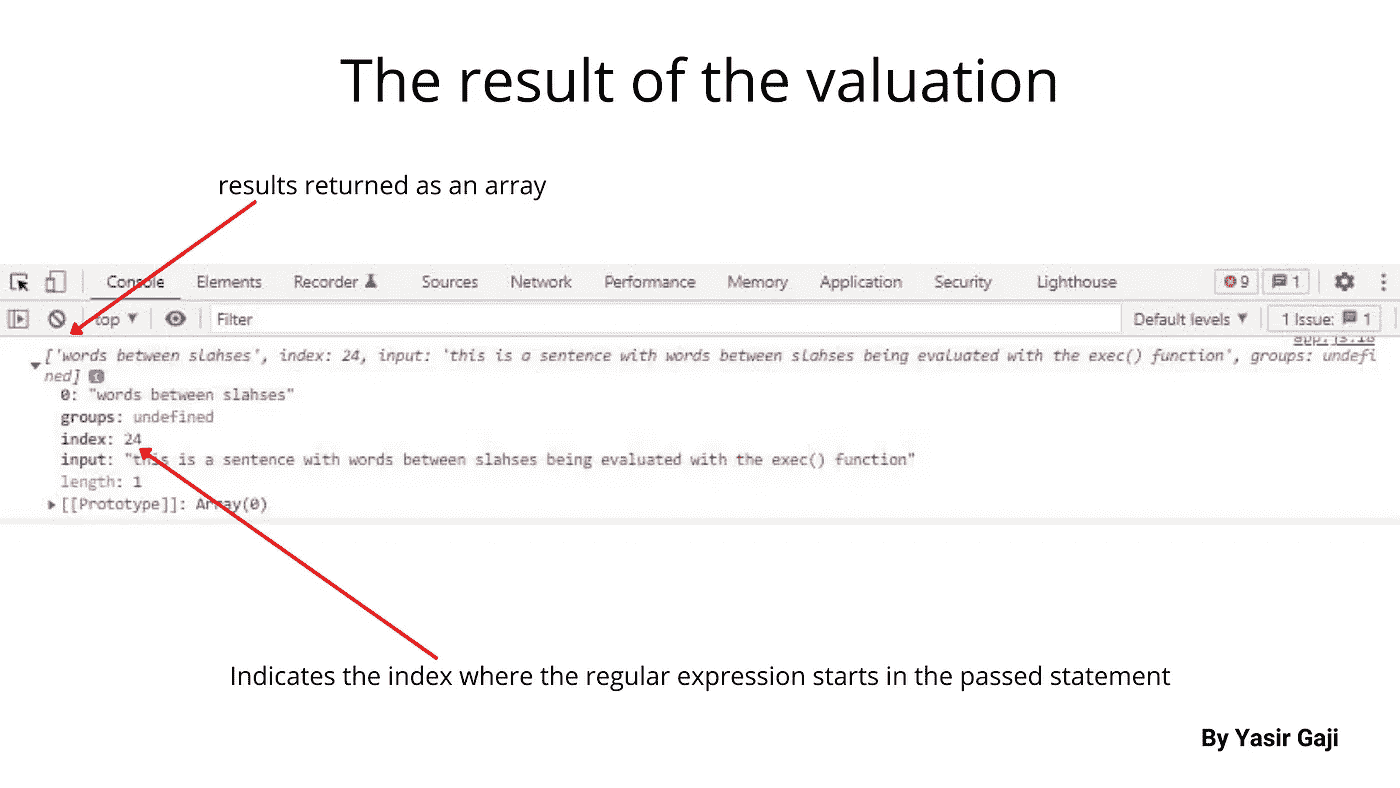 The result of the valuation
results returned as an array
Console Elements Recorder Sources Network Performance Memory Application Security Lighthouse 9 1
top Filter Default levels 1 Issue: 1
['words between slahses', index: 24, input: 'this is a sentence with words between slahses being evaluated with the exec() function', groups: undefi
ned]
0: "words between slahses"
groups: undefined
index: 24
input: "this is a sentence with words between slahses being evaluated with the exec() function"
length: 1
[[Prototype]]: Array(0)
Indicates the index where the regular expression starts in the passed statement
By Yasir Gaji